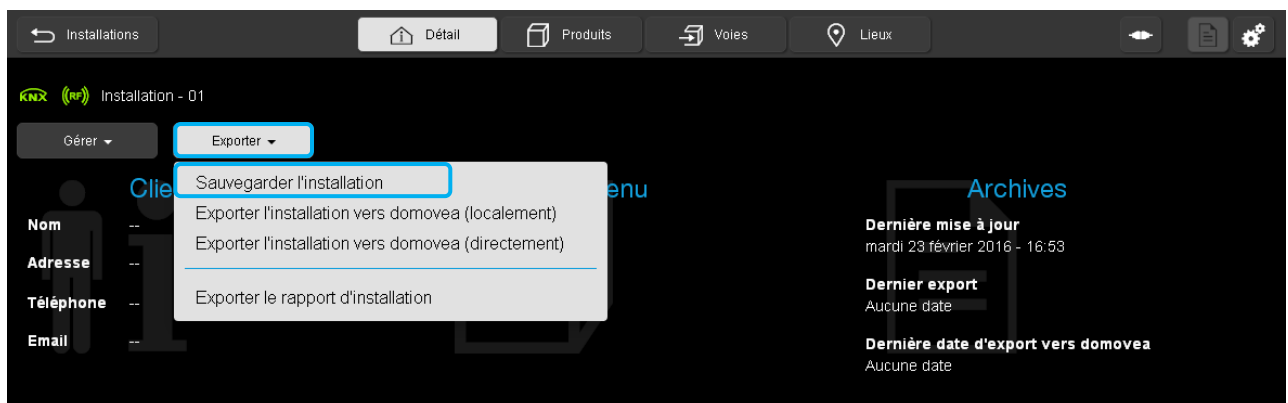 Installations
Détail
Produits
Voies
Lieux
KNX ((RF)) Installation - 01
Gérer
Exporter
Sauvegarder l'installation
Exporter l'installation vers domovea (localement)
Exporter l'installation vers domovea (directement)
Exporter le rapport d'installation
Clie
Nom --
Adresse --
Téléphone --
Email --
enu
Archives
Dernière mise à jour
mardi 23 février 2016 - 16:53
Dernier export
Aucune date
Dernière date d'export vers domovea
Aucune date